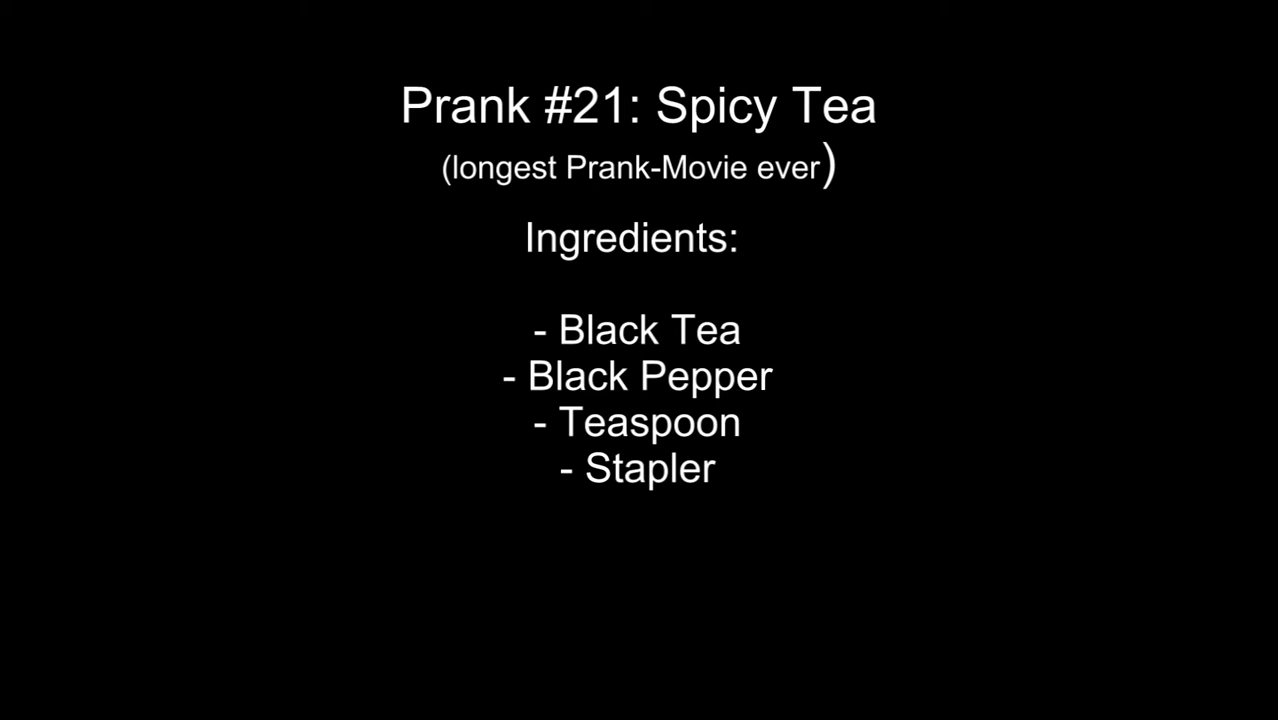 Prank #21: Spicy Tea
(longest Prank-Movie ever)
Ingredients:
- Black Tea
- Black Pepper
- Teaspoon
- Stapler